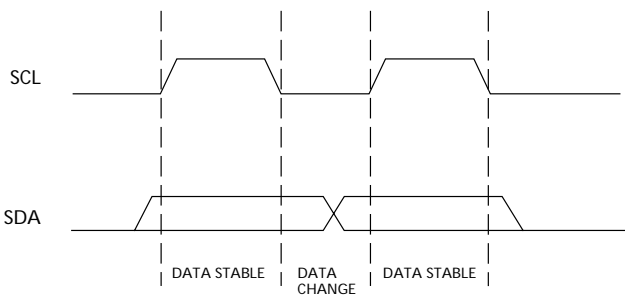 SCL
SDA
DATA STABLE
DATA
CHANGE
DATA STABLE